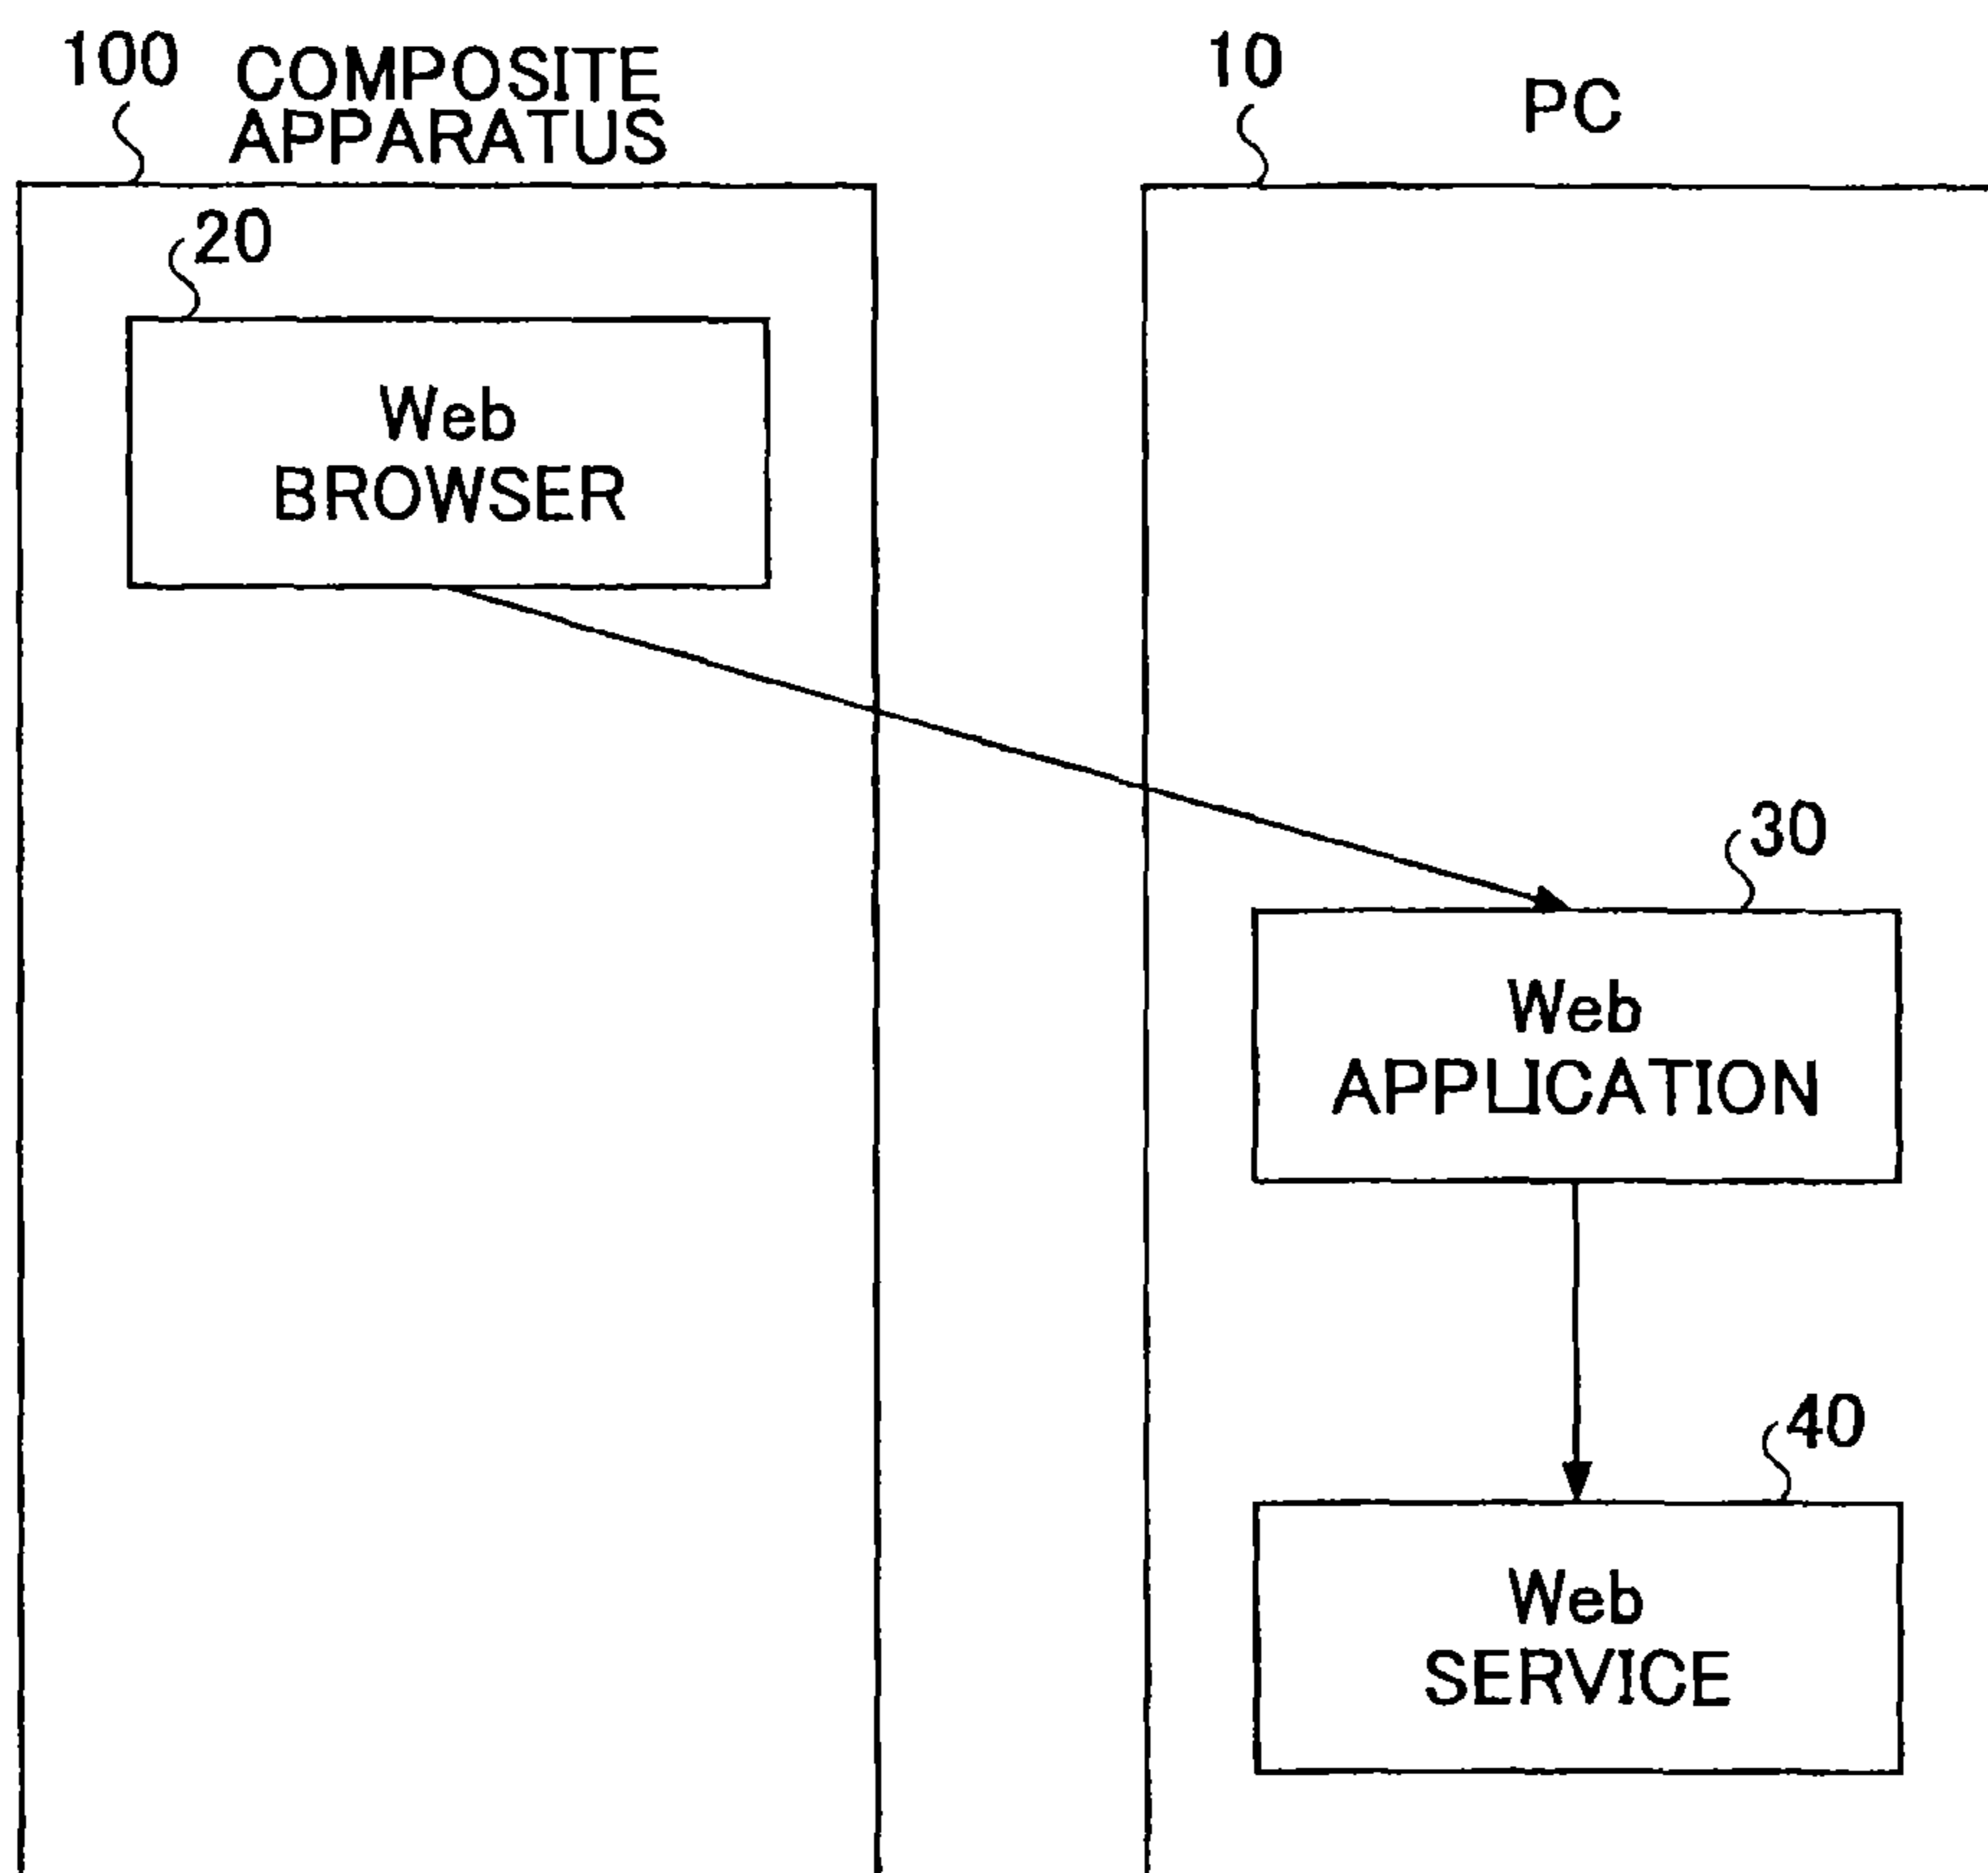 100
COMPOSITE
APPARATUS
10
PC
20
Web
BROWSER
30
Web
APPLICATION
40
Web
SERVICE